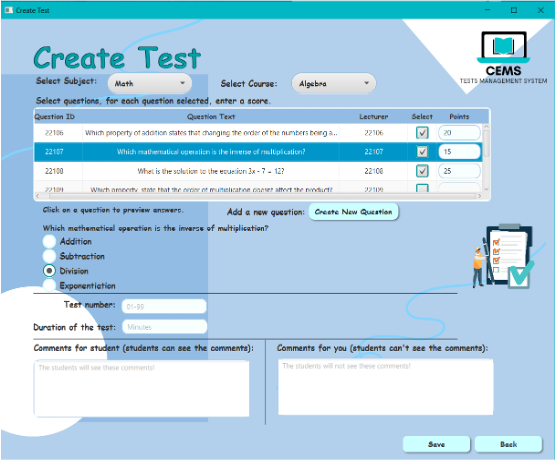 Create Test
Create Test
CEMS
TESTS MANAGEMENT SYSTEM
Select Subject: Math Select Course: Algebra
Select questions, for each question selected, enter a score.
Question ID Question Text Lecturer Select Points
22106 Which property of addition states that changing the order of the numbers being a... 22106 20
22107 Which mathematical operation is the inverse of multiplication? 22107 15
22108 What is the solution to the equation 3x - 7 = 12? 22108 25
22109 Which property state that the order of multiplication doesnt affect the product? 22109
Click on a question to preview answers. Add a new question: Create New Question
Which mathematical operation is the inverse of multiplication?
Addition
Subtraction
Division
Exponentiation
Test number: 01-99
Duration of the test: Minutes
Comments for student (students can see the comments): Comments for you (students can't see the comments):
The students will see these comments! The students will not see these comments!
Save Back